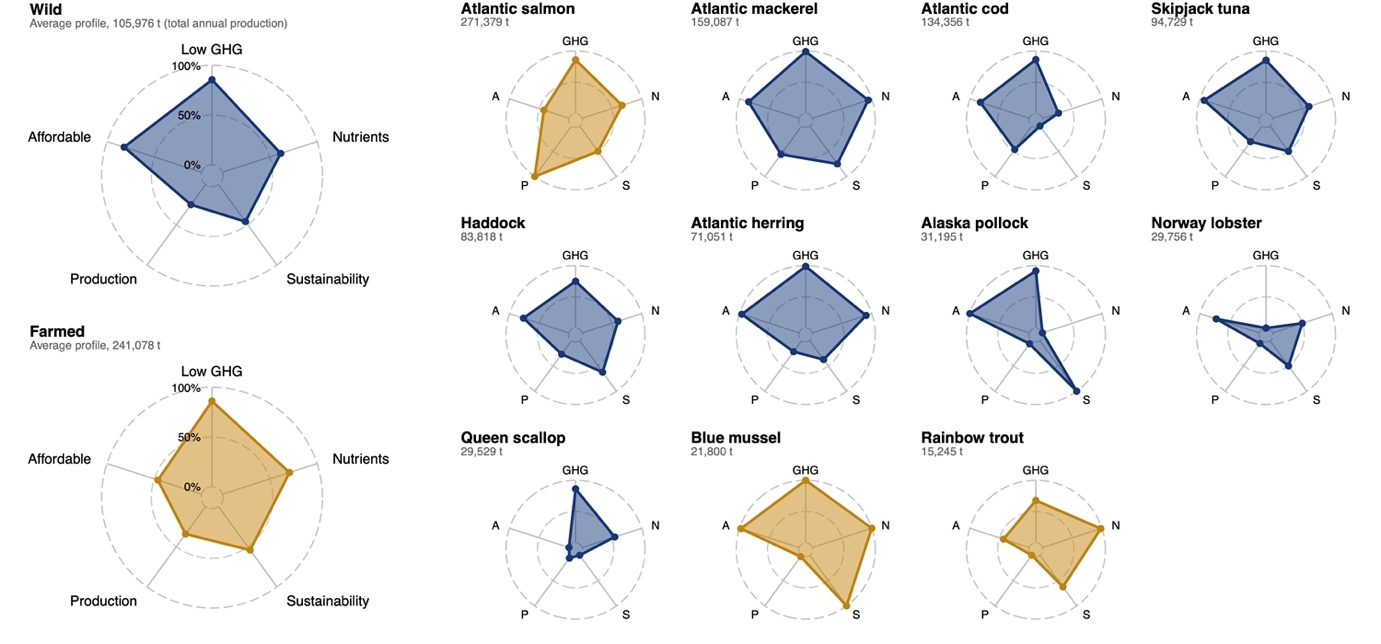 Wild
Average profile, 105,976 t (total annual production)
Low GHG
100%
50%
0%
Affordable
Nutrients
Production
Sustainability
Farmed
Average profile, 241,078 t
Low GHG
100%
50%
0%
Affordable
Nutrients
Production
Sustainability
Atlantic salmon
271,379 t
GHG
A
N
P
S
Atlantic mackerel
159,087 t
GHG
A
N
P
S
Atlantic cod
134,356 t
GHG
A
N
P
S
Skipjack tuna
94,729 t
GHG
A
N
P
S
Haddock
83,818 t
GHG
A
N
P
S
Atlantic herring
71,051 t
GHG
A
N
P
S
Alaska pollock
31,195 t
GHG
A
N
P
S
Norway lobster
29,756 t
GHG
A
N
P
S
Queen scallop
29,529 t
GHG
A
N
P
S
Blue mussel
21,800 t
GHG
A
N
P
S
Rainbow trout
15,245 t
GHG
A
N
P
S